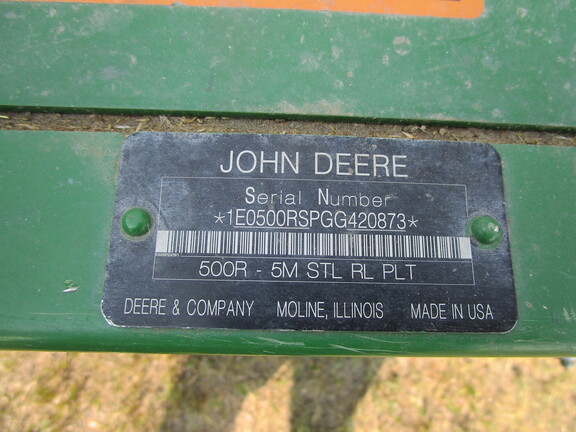 JOHN DEERE
Serial Number
*1E0500RSPGG420873*
500R - 5M STL RL PLT
DEERE & COMPANY MOLINE, ILLINOIS MADE IN USA